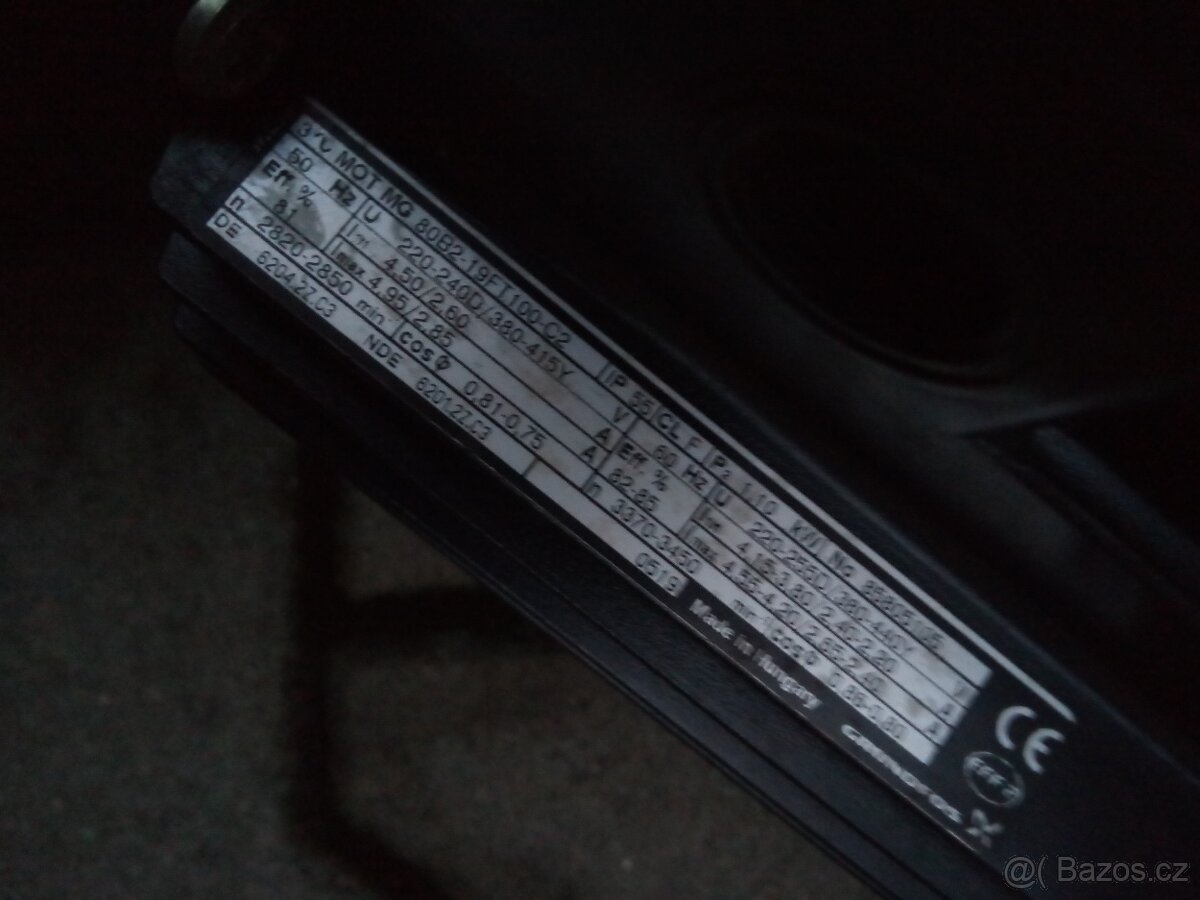 3~ MOT MG 80B2-19FT100-C2 IP 55 CL F P2 1.10 kW No 85805105
50 Hz U 220-240D/380-415Y V 60 Hz U 220-255D/380-440Y V
Eff. % 81 4.50/2.60 A Eff. % 82-85 4.15-3.80/2.40-2.20 A
Imax 4.95/2.85 A Imax 4.55-4.20/2.65-2.40 A
n 2820-2850 min cos φ 0.81-0.75 n 3370-3450 cos φ 0.86-0.80
DE 6204.2Z.C3 NDE 6201.2Z.C3 0519
Made in Hungary GRUNDFOS X
CE
@( Bazos.cz